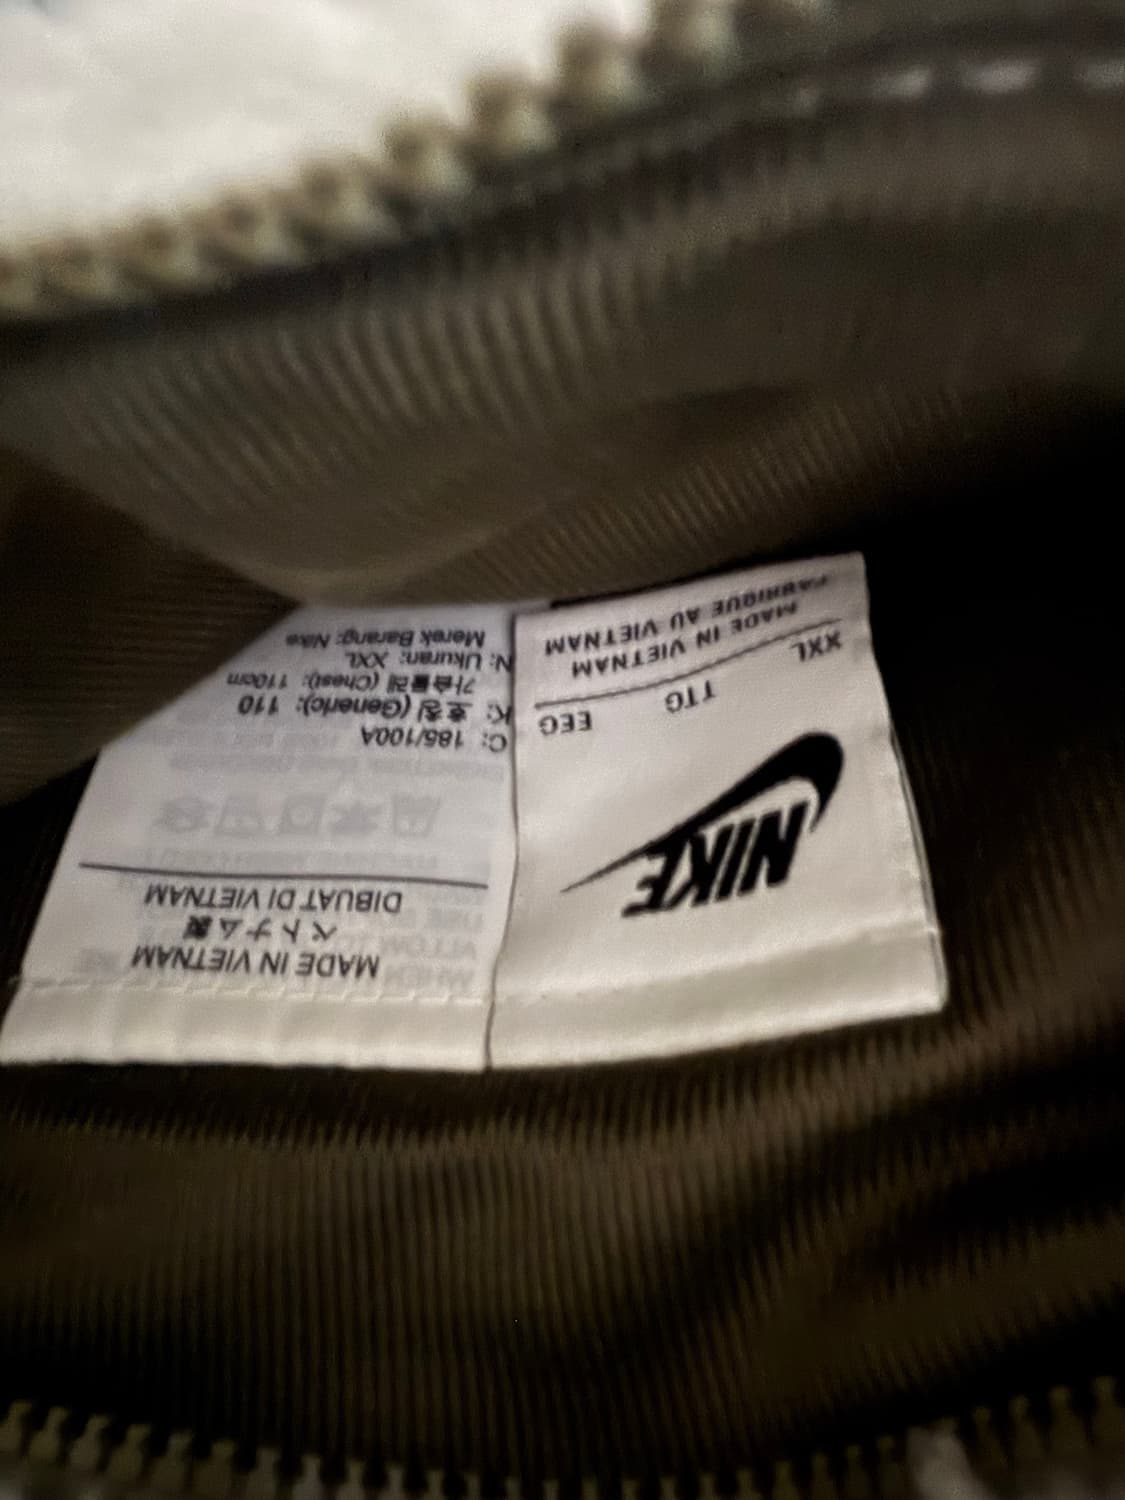 NIKE
EEG
TTG
XXL
MADE IN VIETNAM
FABRIQUE AU VIETNAM
MADE IN VIETNAM
ベトナム製
DIBUAT DI VIETNAM
C: 185/100A
K: 호칭 (Generic): 110
가슴둘레 (Chest): 110cm
N: Ukuran: XXL
Merek Barang: Nike